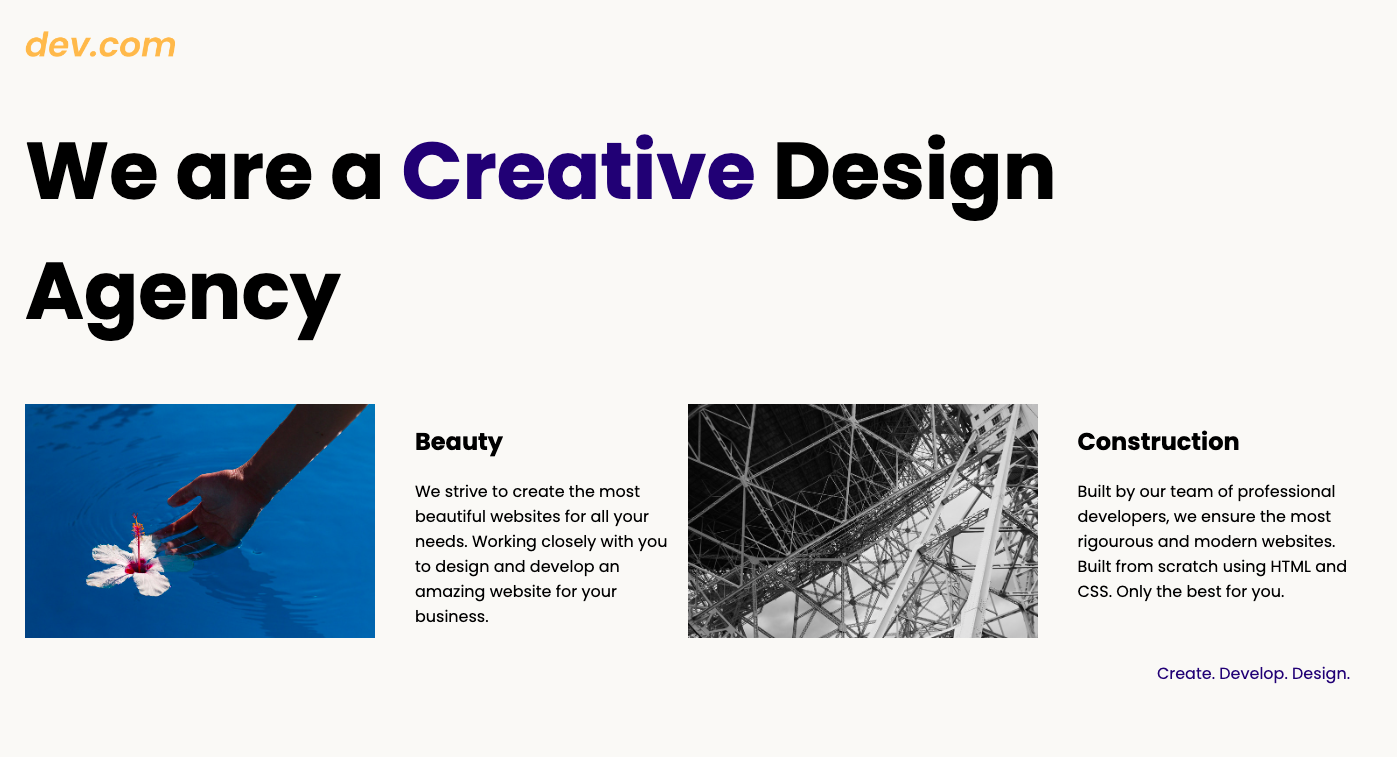 dev.com
We are a Creative Design
Agency
Beauty
We strive to create the most
beautiful websites for all your
needs. Working closely with you
to design and develop an
amazing website for your
business.
Construction
Built by our team of professional
developers, we ensure the most
rigourous and modern websites.
Built from scratch using HTML and
CSS. Only the best for you.
Create. Develop. Design.